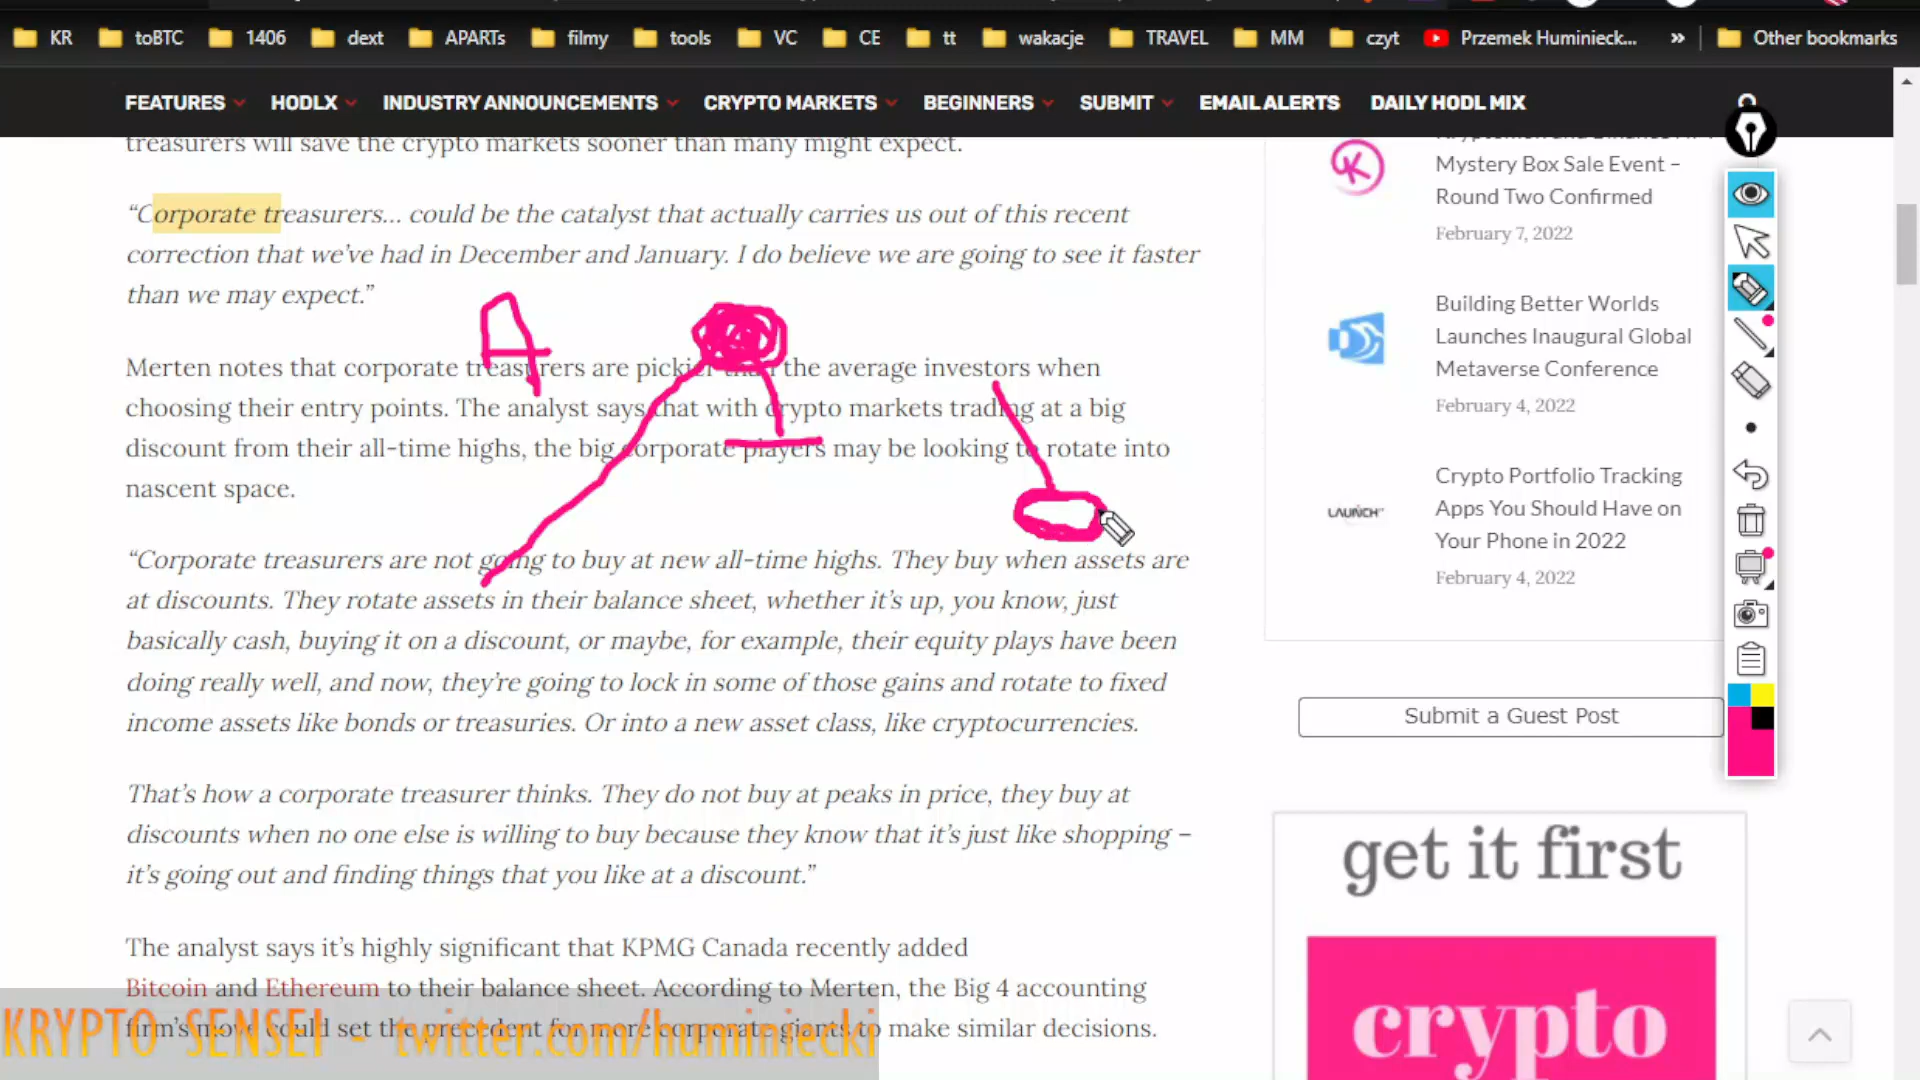 KR toBTC 1406 dext APARTs filmy tools VC CE tt wakacje TRAVEL MM czyt Przemek Huminieck... » Other bookmarks
FEATURES HODLX INDUSTRY ANNOUNCEMENTS CRYPTO MARKETS BEGINNERS SUBMIT EMAIL ALERTS DAILY HODL MIX
treasurers will save the crypto markets sooner than many might expect.
“Corporate treasurers… could be the catalyst that actually carries us out of this recent
correction that we’ve had in December and January. I do believe we are going to see it faster
than we may expect.”
Merten notes that corporate treasurers are pickier than the average investors when
choosing their entry points. The analyst says that with crypto markets trading at a big
discount from their all-time highs, the big corporate players may be looking to rotate into
nascent space.
“Corporate treasurers are not going to buy at new all-time highs. They buy when assets are
at discounts. They rotate assets in their balance sheet, whether it’s up, you know, just
basically cash, buying it on a discount, or maybe, for example, their equity plays have been
doing really well, and now, they’re going to lock in some of those gains and rotate to fixed
income assets like bonds or treasuries. Or into a new asset class, like cryptocurrencies.
That’s how a corporate treasurer thinks. They do not buy at peaks in price, they buy at
discounts when no one else is willing to buy because they know that it’s just like shopping –
it’s going out and finding things that you like at a discount.”
The analyst says it’s highly significant that KPMG Canada recently added
Bitcoin and Ethereum to their balance sheet. According to Merten, the Big 4 accounting
firm’s move could set the precedent for more corporate giants to make similar decisions.
KRYPTO SENSEI - twitter.com/huminiecki
Mystery Box Sale Event –
Round Two Confirmed
February 7, 2022
Building Better Worlds
Launches Inaugural Global
Metaverse Conference
February 4, 2022
LAUNCH
Crypto Portfolio Tracking
Apps You Should Have on
Your Phone in 2022
February 4, 2022
Submit a Guest Post
get it first
crypto